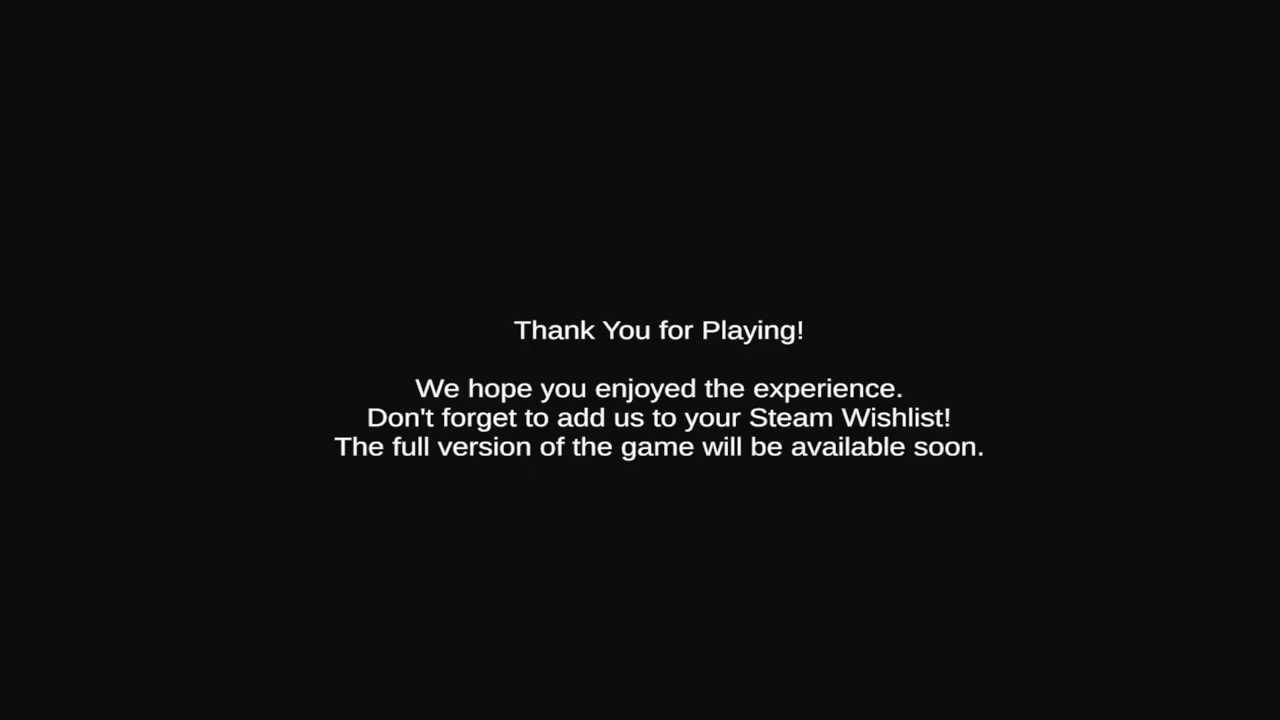 Thank You for Playing!
We hope you enjoyed the experience.
Don't forget to add us to your Steam Wishlist!
The full version of the game will be available soon.